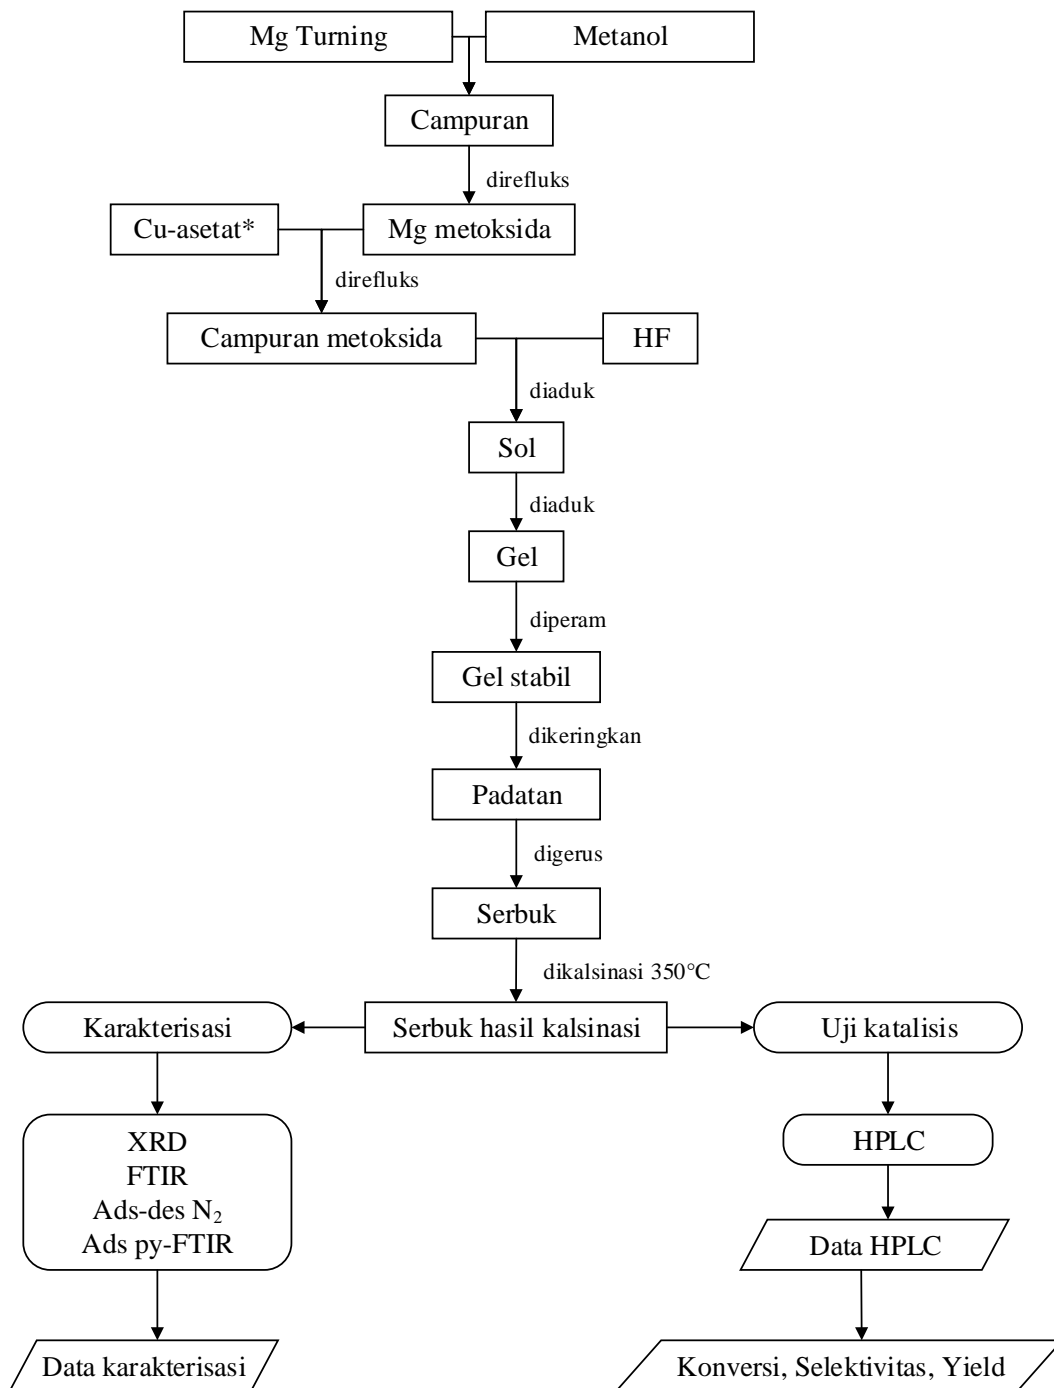 Mg Turning
Metanol
Campuran
direfluks
Cu-asetat*
Mg metoksida
direfluks
Campuran metoksida
HF
diaduk
Sol
diaduk
Gel
diperam
Gel stabil
dikeringkan
Padatan
digerus
Serbuk
dikalsinasi 350°C
Karakterisasi
Serbuk hasil kalsinasi
Uji katalisis
XRD
FTIR
Ads-des N₂
Ads py-FTIR
HPLC
Data HPLC
Data karakterisasi
Konversi, Selektivitas, Yield